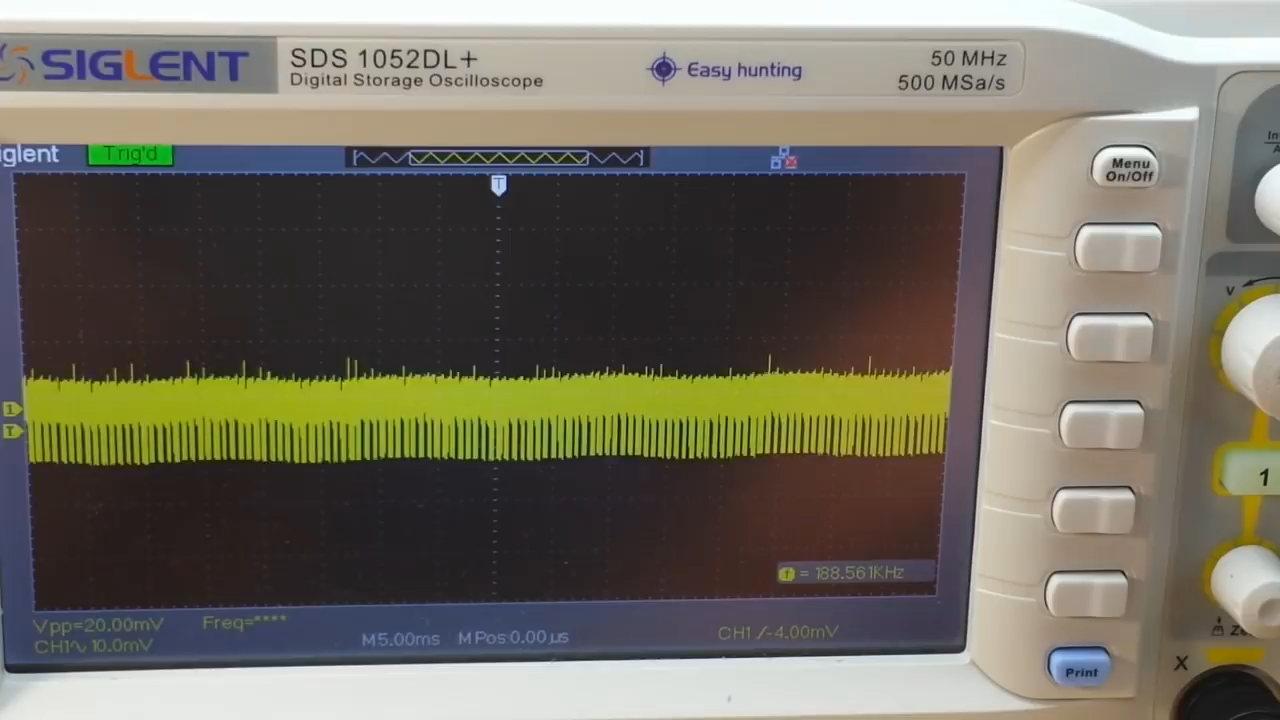 SIGLENT
SDS 1052DL+
Digital Storage Oscilloscope
Easy hunting
50 MHz
500 MSa/s
iglent
Trig'd
T
Menu
On/Off
V
1
T
1
f = 188.561KHz
Vpp=20.00mV
Freq=****
CH1∿ 10.0mV
M5.00ms
MPos:0.00µs
CH1 ∕-4.00mV
Print
X